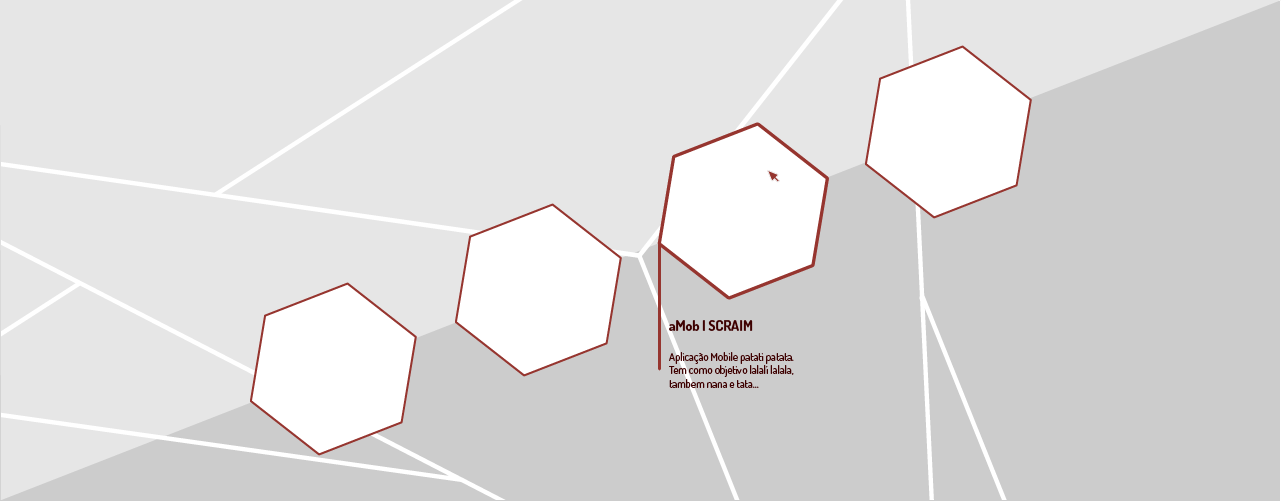 aMob | SCRAIM
Aplicação Mobile patati patata.
Tem como objetivo lalali lalala,
tambem nana e tata...